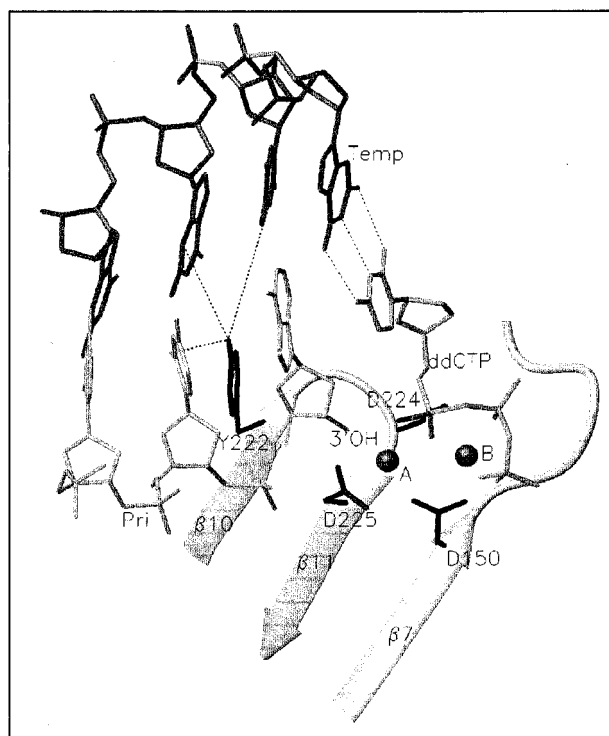 Temp
ddCTP
D224
Y222
3'OH
B
A
Pri
β10
D225
β11
D150
β7